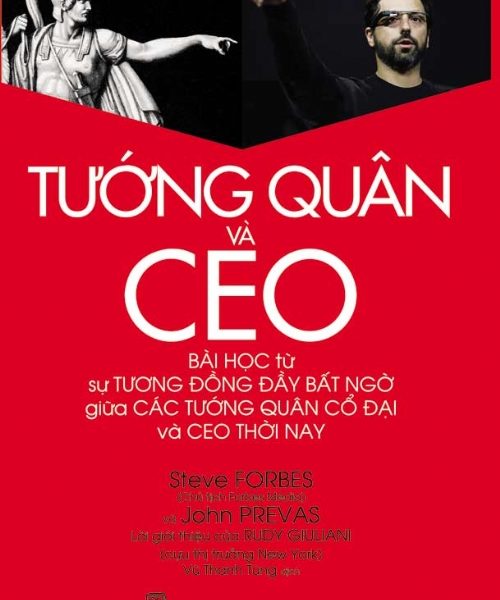 TƯỚNG QUÂN
VÀ
CEO
BÀI HỌC từ
sự TƯƠNG ĐỒNG ĐẦY BẤT NGỜ
giữa CÁC TƯỚNG QUÂN CỔ ĐẠI
và CEO THỜI NAY
Steve FORBES
(Chủ tịch Forbes Media)
và John PREVAS
Lời giới thiệu của RUDY GIULIANI
(cựu thị trưởng New York)
Vũ Thanh Tùng dịch